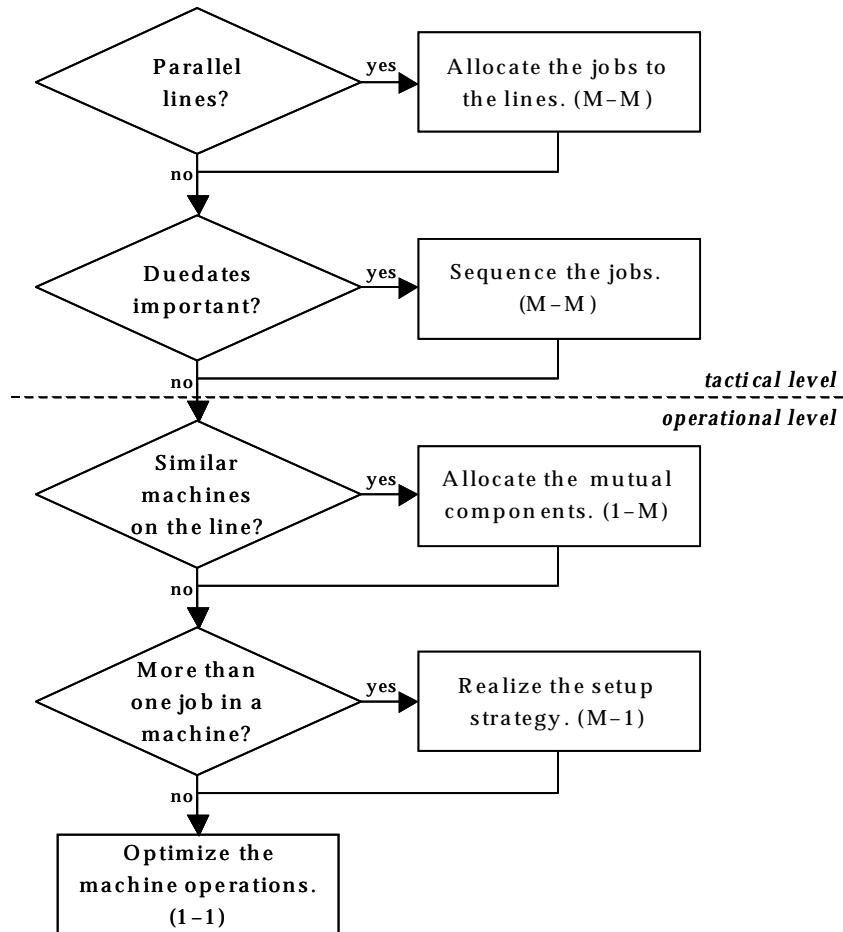 Parallel
lines?
yes
Allocate the jobs to
the lines. (M–M)
no
Duedates
important?
yes
Sequence the jobs.
(M–M)
no
tactical level
operational level
Similar
machines
on the line?
yes
Allocate the mutual
components. (1–M)
no
More than
one job in a
machine?
yes
Realize the setup
strategy. (M–1)
no
Optimize the
machine operations.
(1–1)